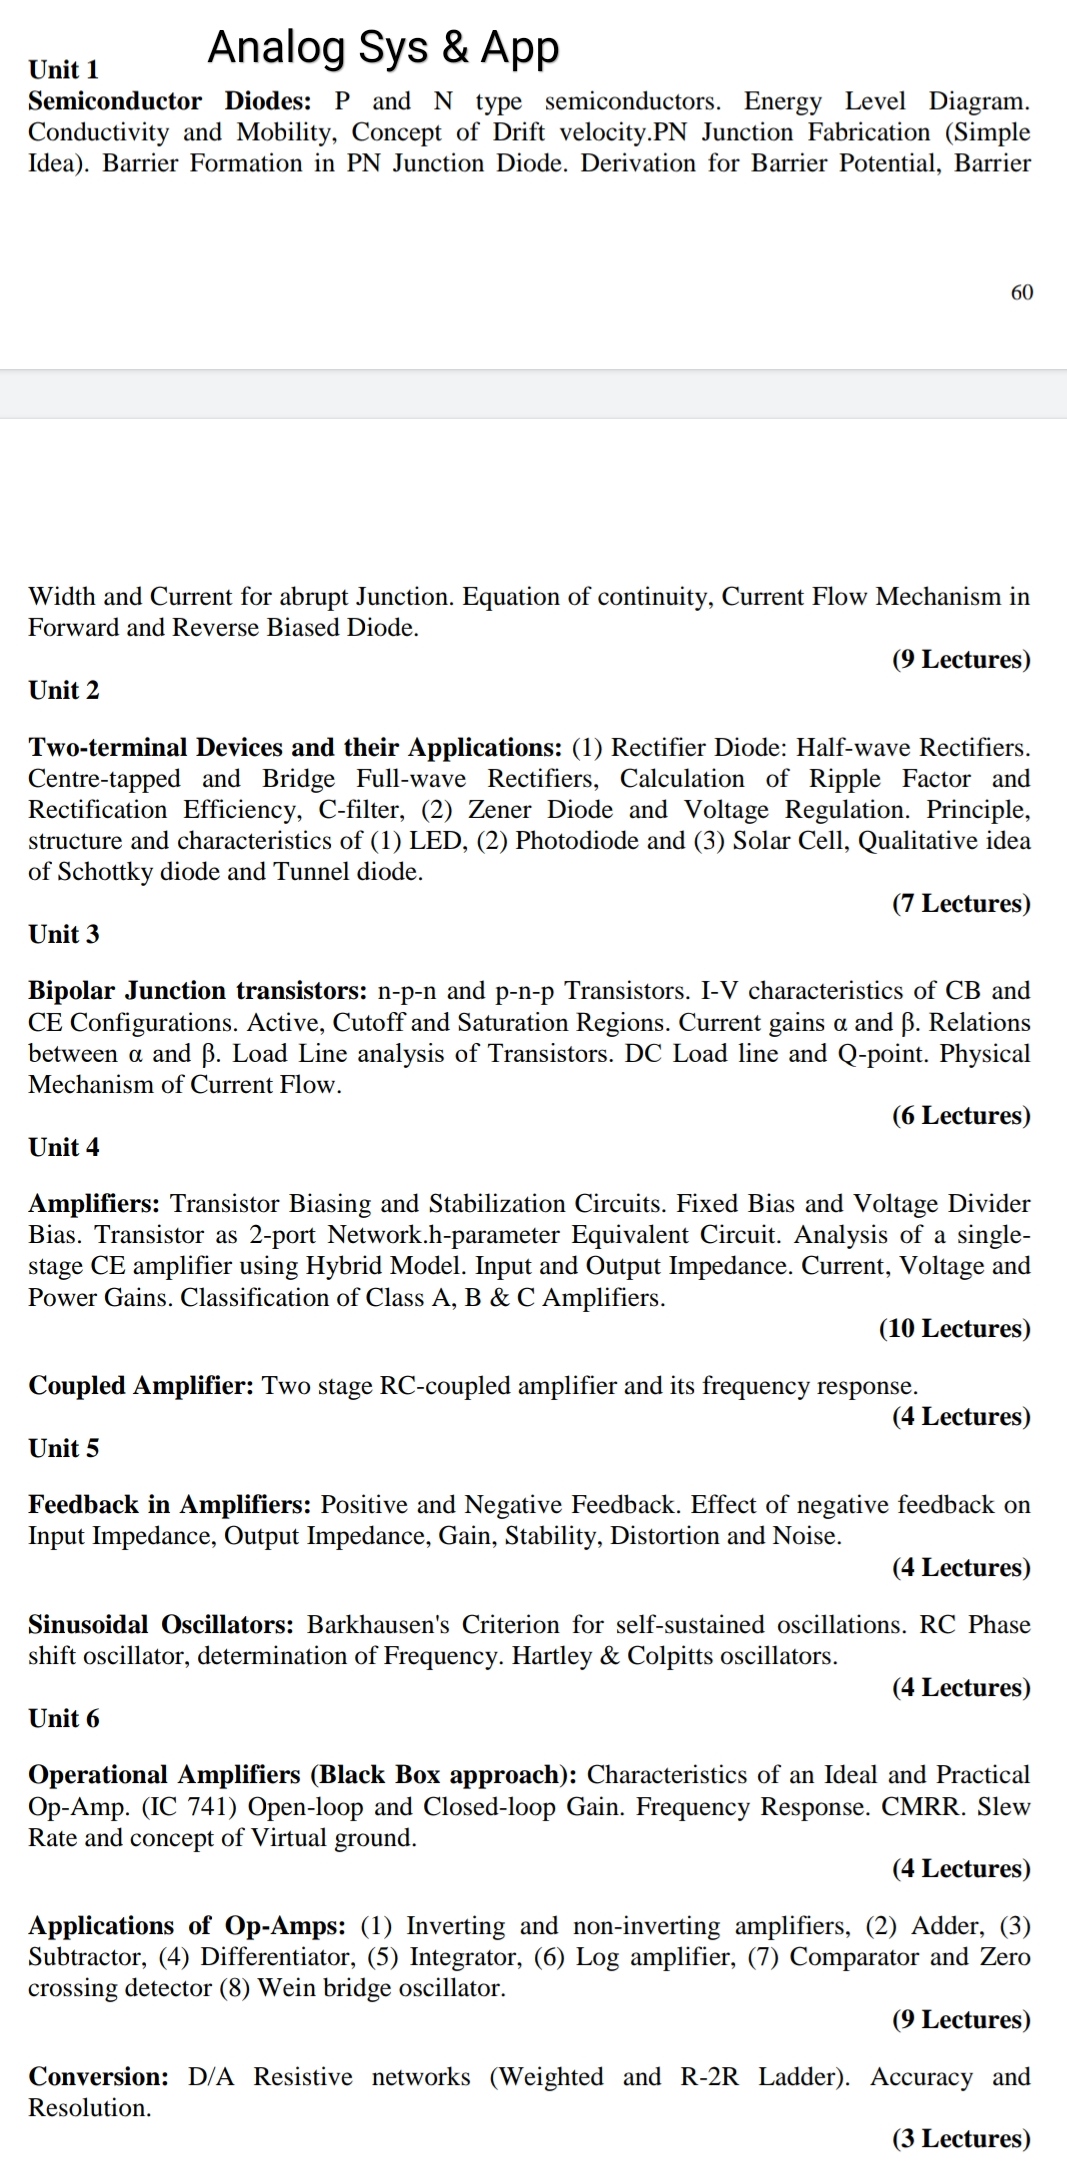 Analog Sys & App
Unit 1
Semiconductor Diodes: P and N type semiconductors. Energy Level Diagram.
Conductivity and Mobility, Concept of Drift velocity.PN Junction Fabrication (Simple
Idea). Barrier Formation in PN Junction Diode. Derivation for Barrier Potential, Barrier
60
Width and Current for abrupt Junction. Equation of continuity, Current Flow Mechanism in
Forward and Reverse Biased Diode.
(9 Lectures)
Unit 2
Two-terminal Devices and their Applications: (1) Rectifier Diode: Half-wave Rectifiers.
Centre-tapped and Bridge Full-wave Rectifiers, Calculation of Ripple Factor and
Rectification Efficiency, C-filter, (2) Zener Diode and Voltage Regulation. Principle,
structure and characteristics of (1) LED, (2) Photodiode and (3) Solar Cell, Qualitative idea
of Schottky diode and Tunnel diode.
(7 Lectures)
Unit 3
Bipolar Junction transistors: n-p-n and p-n-p Transistors. I-V characteristics of CB and
CE Configurations. Active, Cutoff and Saturation Regions. Current gains α and β. Relations
between α and β. Load Line analysis of Transistors. DC Load line and Q-point. Physical
Mechanism of Current Flow.
(6 Lectures)
Unit 4
Amplifiers: Transistor Biasing and Stabilization Circuits. Fixed Bias and Voltage Divider
Bias. Transistor as 2-port Network.h-parameter Equivalent Circuit. Analysis of a single-
stage CE amplifier using Hybrid Model. Input and Output Impedance. Current, Voltage and
Power Gains. Classification of Class A, B & C Amplifiers.
(10 Lectures)
Coupled Amplifier: Two stage RC-coupled amplifier and its frequency response.
(4 Lectures)
Unit 5
Feedback in Amplifiers: Positive and Negative Feedback. Effect of negative feedback on
Input Impedance, Output Impedance, Gain, Stability, Distortion and Noise.
(4 Lectures)
Sinusoidal Oscillators: Barkhausen's Criterion for self-sustained oscillations. RC Phase
shift oscillator, determination of Frequency. Hartley & Colpitts oscillators.
(4 Lectures)
Unit 6
Operational Amplifiers (Black Box approach): Characteristics of an Ideal and Practical
Op-Amp. (IC 741) Open-loop and Closed-loop Gain. Frequency Response. CMRR. Slew
Rate and concept of Virtual ground.
(4 Lectures)
Applications of Op-Amps: (1) Inverting and non-inverting amplifiers, (2) Adder, (3)
Subtractor, (4) Differentiator, (5) Integrator, (6) Log amplifier, (7) Comparator and Zero
crossing detector (8) Wein bridge oscillator.
(9 Lectures)
Conversion: D/A Resistive networks (Weighted and R-2R Ladder). Accuracy and
Resolution.
(3 Lectures)